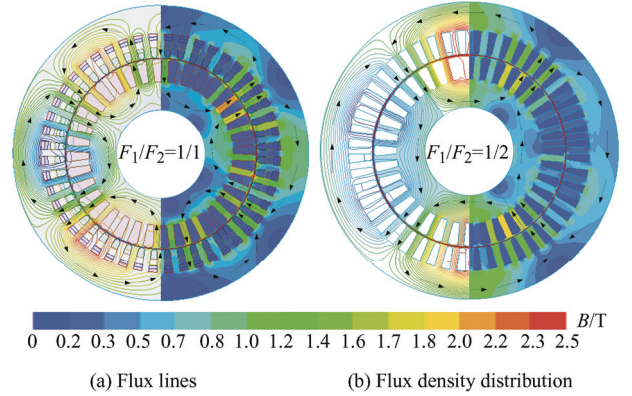 F₁/F₂=1/1
F₁/F₂=1/2
B/T
0 0.2 0.3 0.5 0.7 0.8 1.0 1.2 1.4 1.6 1.7 1.8 2.0 2.2 2.3 2.5
(a) Flux lines
(b) Flux density distribution